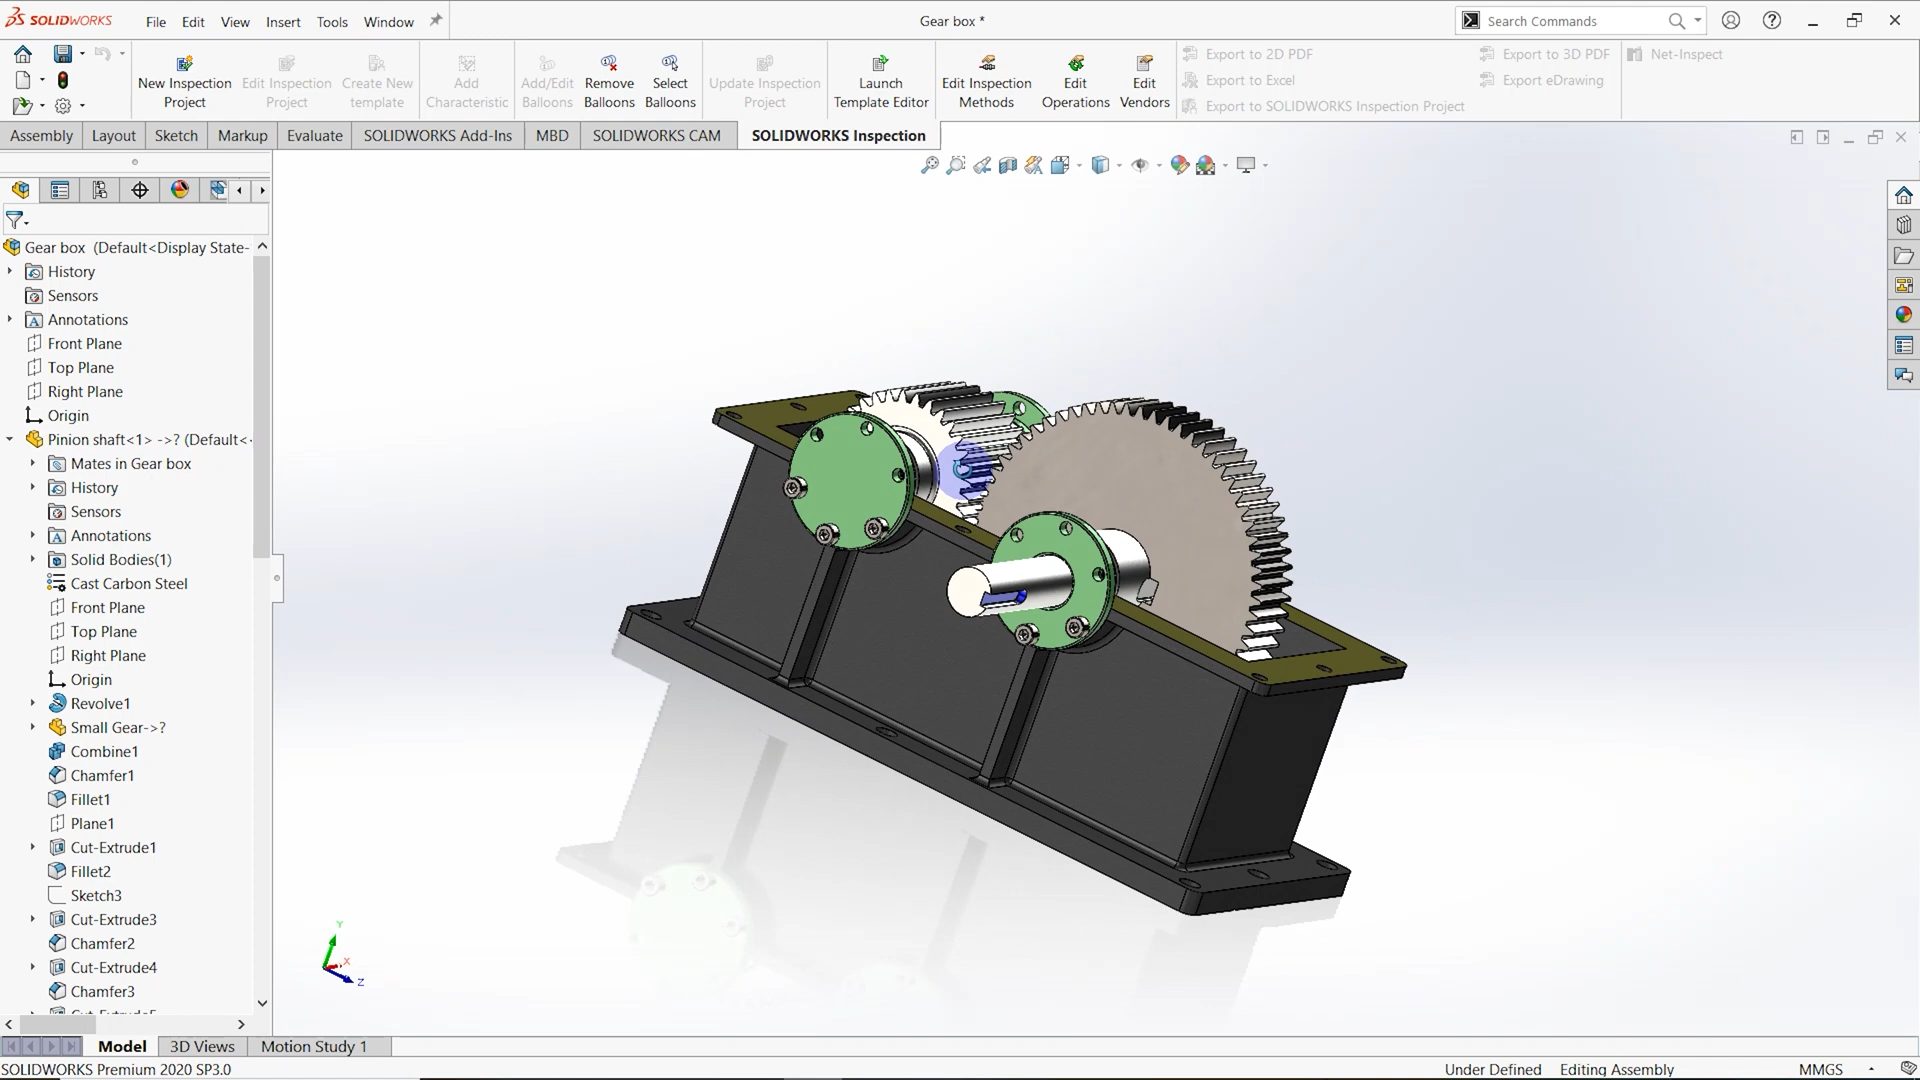 SOLIDWORKS File Edit View Insert Tools Window Gear box * Search Commands
New Inspection Project
Edit Inspection Project
Create New template
Add Characteristic
Add/Edit Balloons
Remove Balloons
Select Balloons
Update Inspection Project
Launch Template Editor
Edit Inspection Methods
Edit Operations
Edit Vendors
Export to 2D PDF
Export to Excel
Export to SOLIDWORKS Inspection Project
Export to 3D PDF
Export eDrawing
Net-Inspect
Assembly Layout Sketch Markup Evaluate SOLIDWORKS Add-Ins MBD SOLIDWORKS CAM SOLIDWORKS Inspection
Gear box (Default<Display State-
History
Sensors
Annotations
Front Plane
Top Plane
Right Plane
Origin
Pinion shaft<1> ->? (Default<
Mates in Gear box
History
Sensors
Annotations
Solid Bodies(1)
Cast Carbon Steel
Front Plane
Top Plane
Right Plane
Origin
Revolve1
Small Gear->?
Combine1
Chamfer1
Fillet1
Plane1
Cut-Extrude1
Fillet2
Sketch3
Cut-Extrude3
Chamfer2
Cut-Extrude4
Chamfer3
Y
X
Z
Model 3D Views Motion Study 1
SOLIDWORKS Premium 2020 SP3.0 Under Defined Editing Assembly MMGS